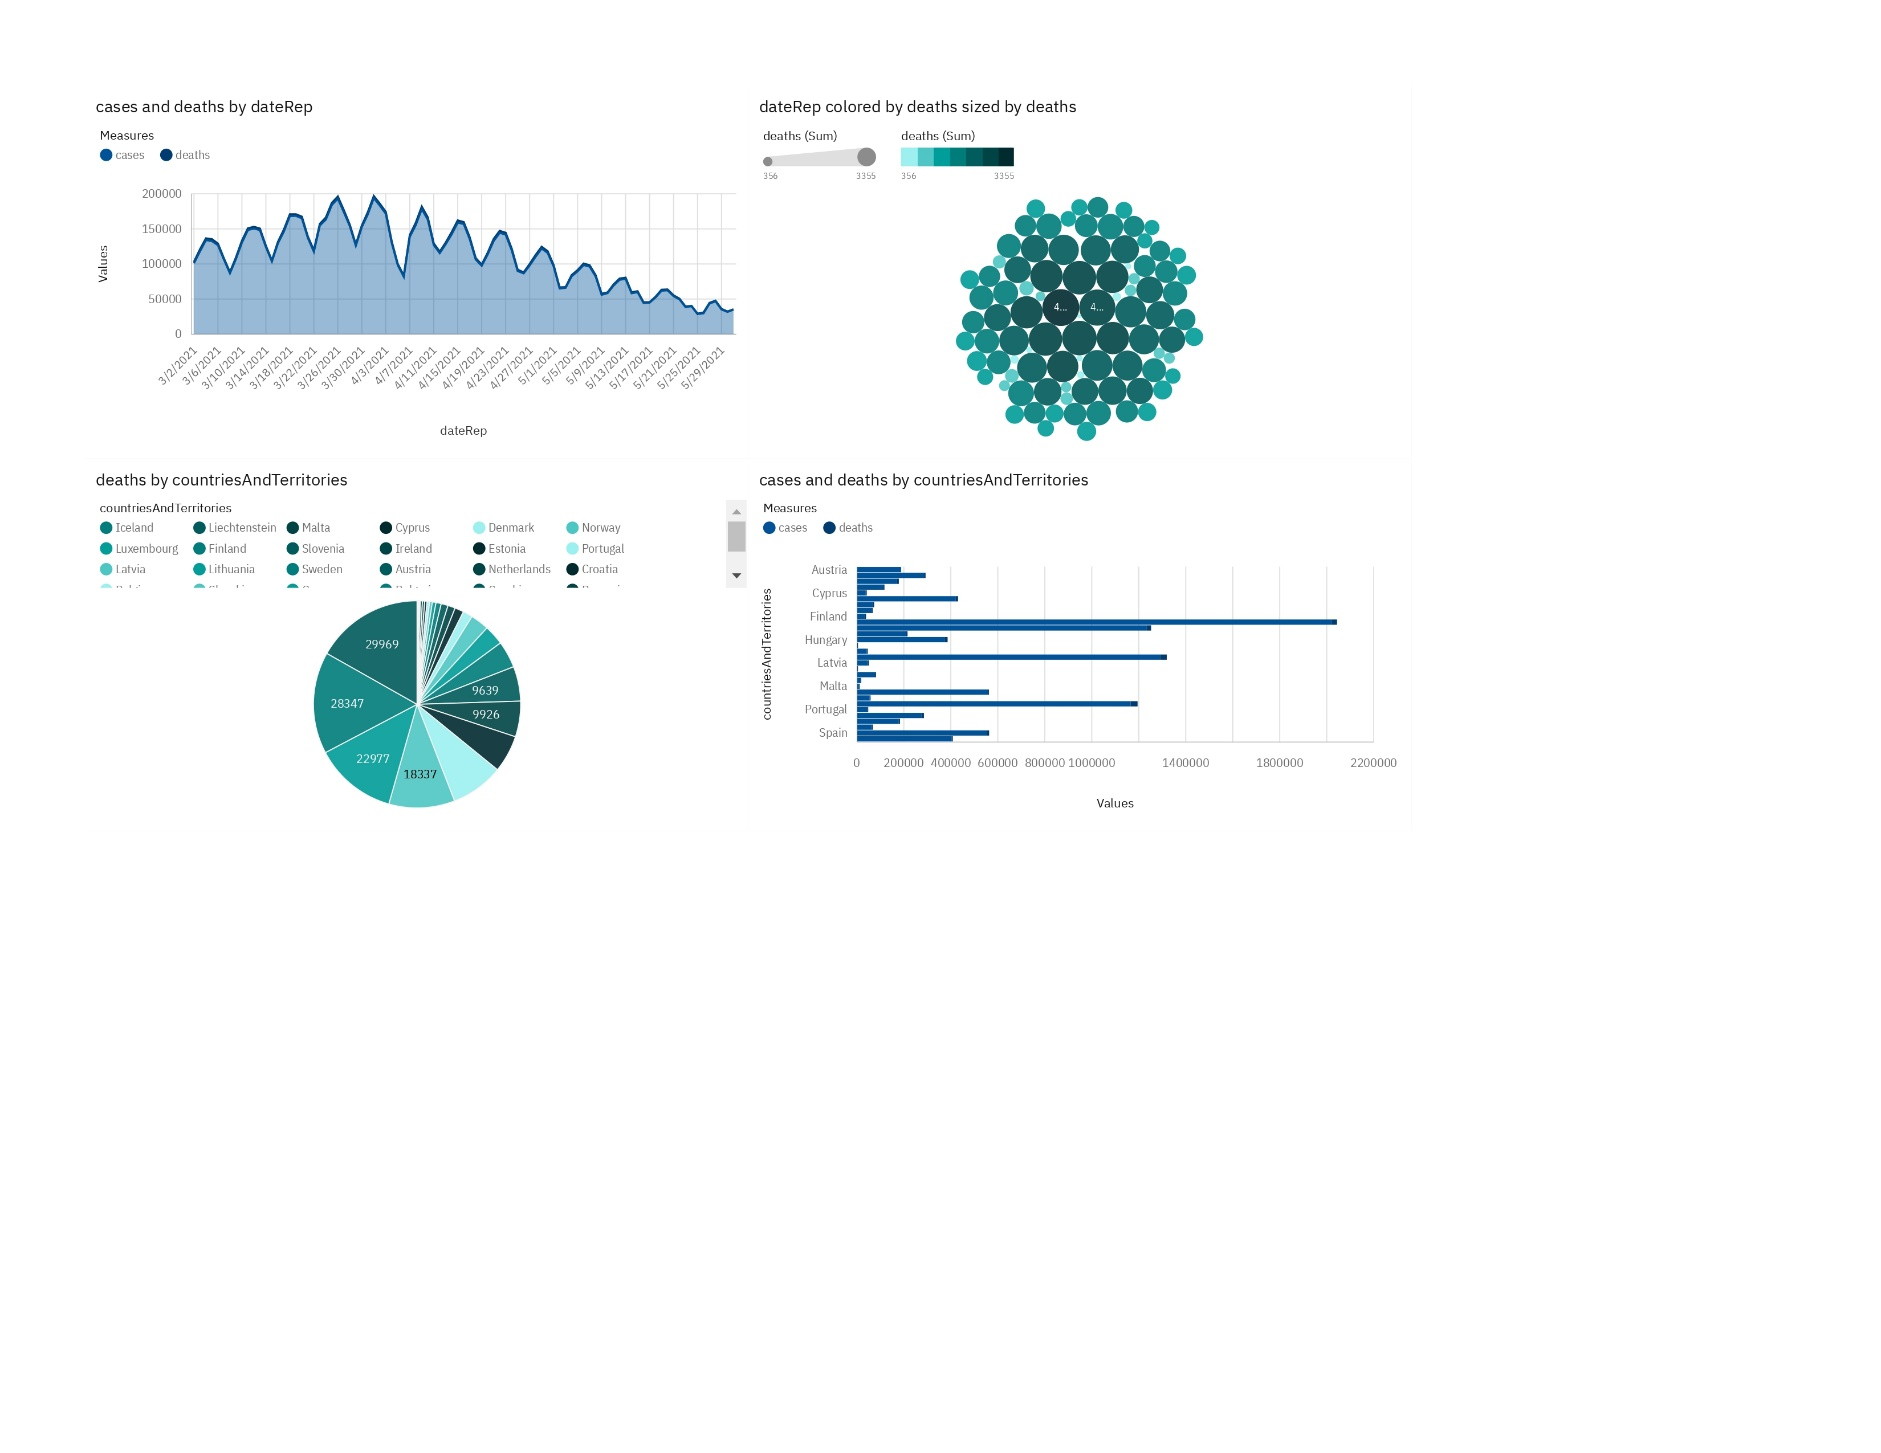 cases and deaths by dateRep
Measures
cases deaths
200000
150000
100000
50000
0
Values
3/2/2021 3/6/2021 3/10/2021 3/14/2021 3/18/2021 3/22/2021 3/26/2021 3/30/2021 4/3/2021 4/7/2021 4/11/2021 4/15/2021 4/19/2021 4/23/2021 4/27/2021 5/1/2021 5/5/2021 5/9/2021 5/13/2021 5/17/2021 5/21/2021 5/25/2021 5/29/2021
dateRep
dateRep colored by deaths sized by deaths
deaths (Sum) deaths (Sum)
356 3355 356 3355
4... 4...
deaths by countriesAndTerritories
countriesAndTerritories
Iceland Liechtenstein Malta Cyprus Denmark Norway
Luxembourg Finland Slovenia Ireland Estonia Portugal
Latvia Lithuania Sweden Austria Netherlands Croatia
29969
28347
22977
18337
9926
9639
cases and deaths by countriesAndTerritories
Measures
cases deaths
countriesAndTerritories
Austria
Cyprus
Finland
Hungary
Latvia
Malta
Portugal
Spain
0 200000 400000 600000 800000 1000000 1400000 1800000 2200000
Values